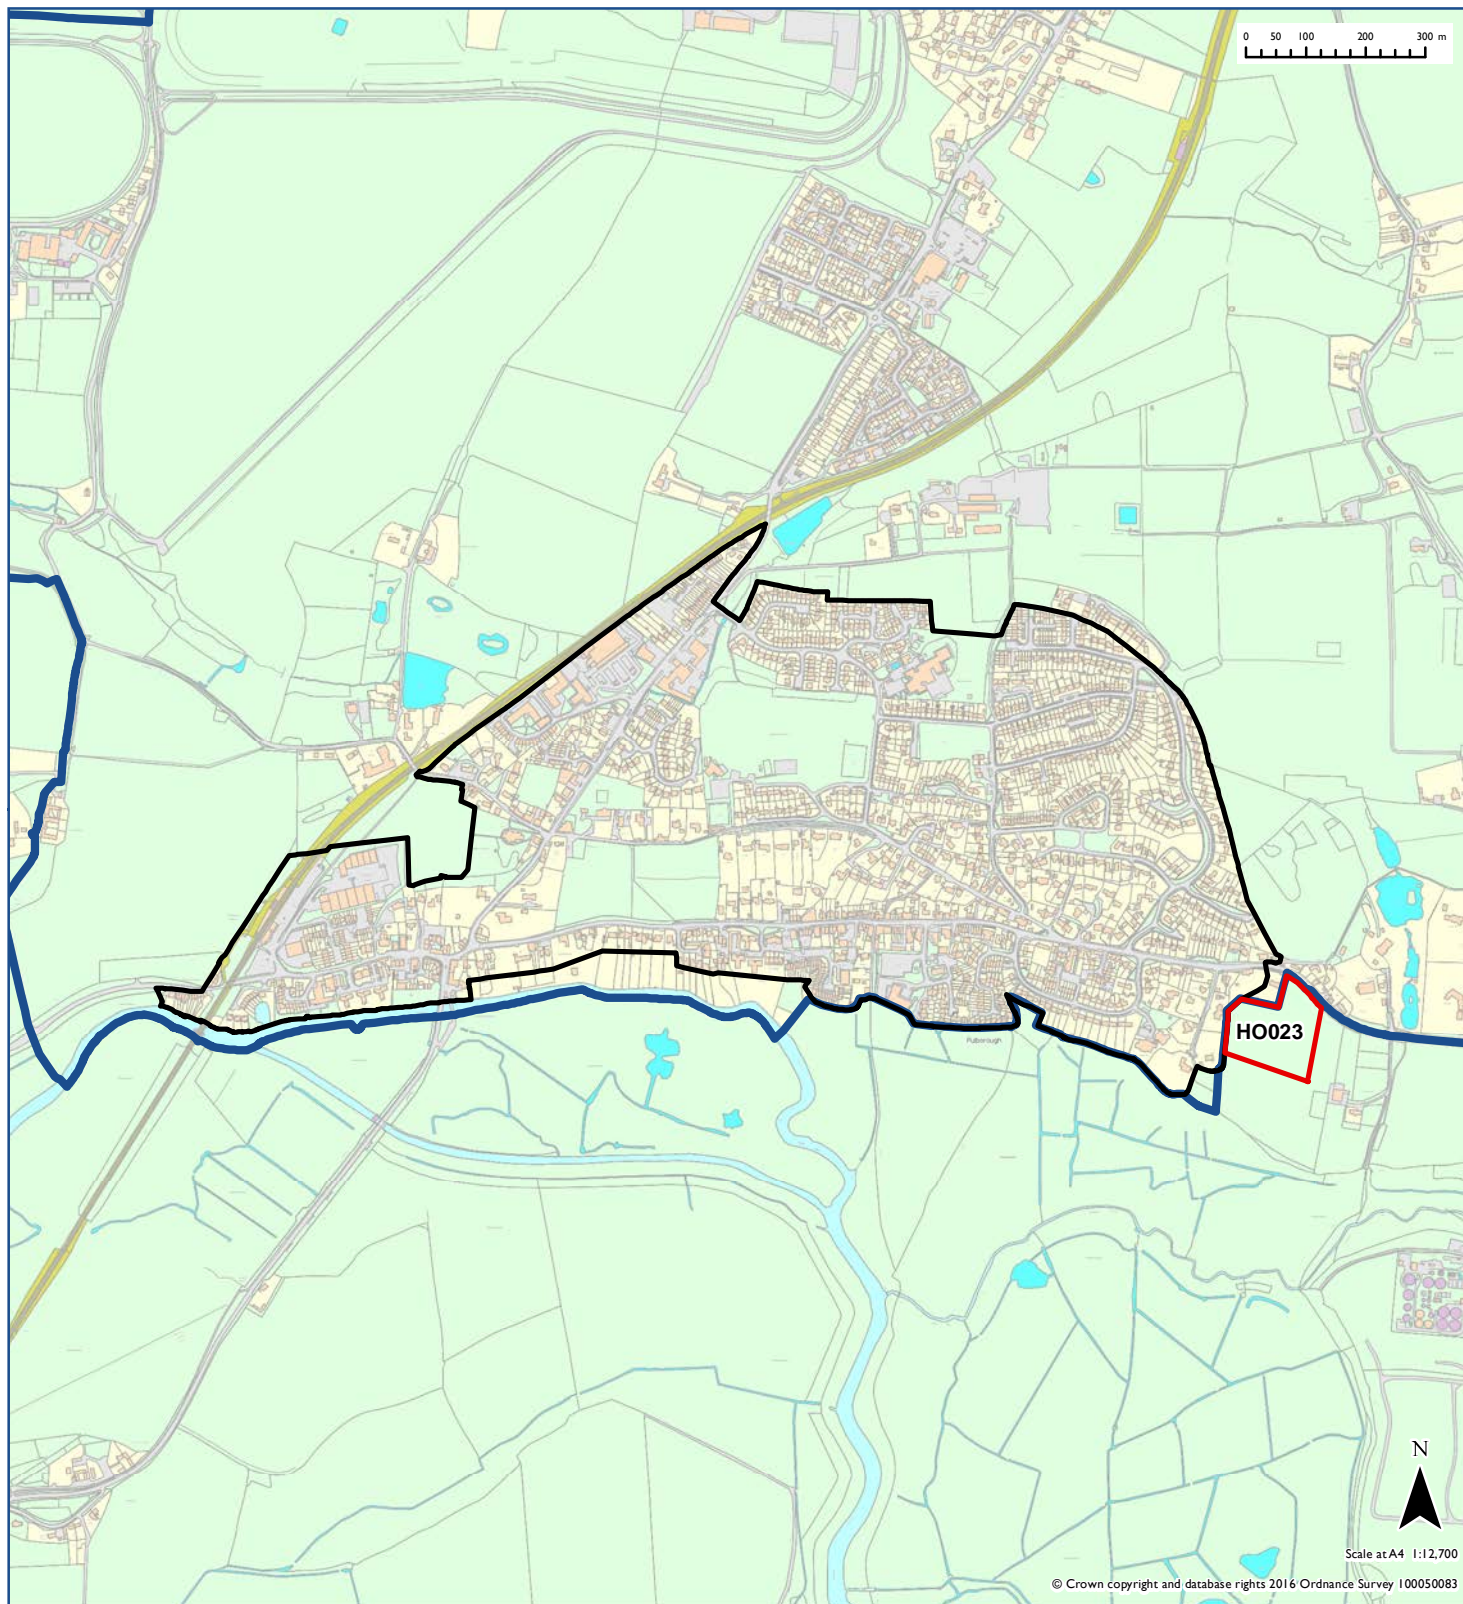 0 50 100 200 300 m
Pulborough
HO023
N
Scale at A4 1:12,700
© Crown copyright and database rights 2016 Ordnance Survey 100050083